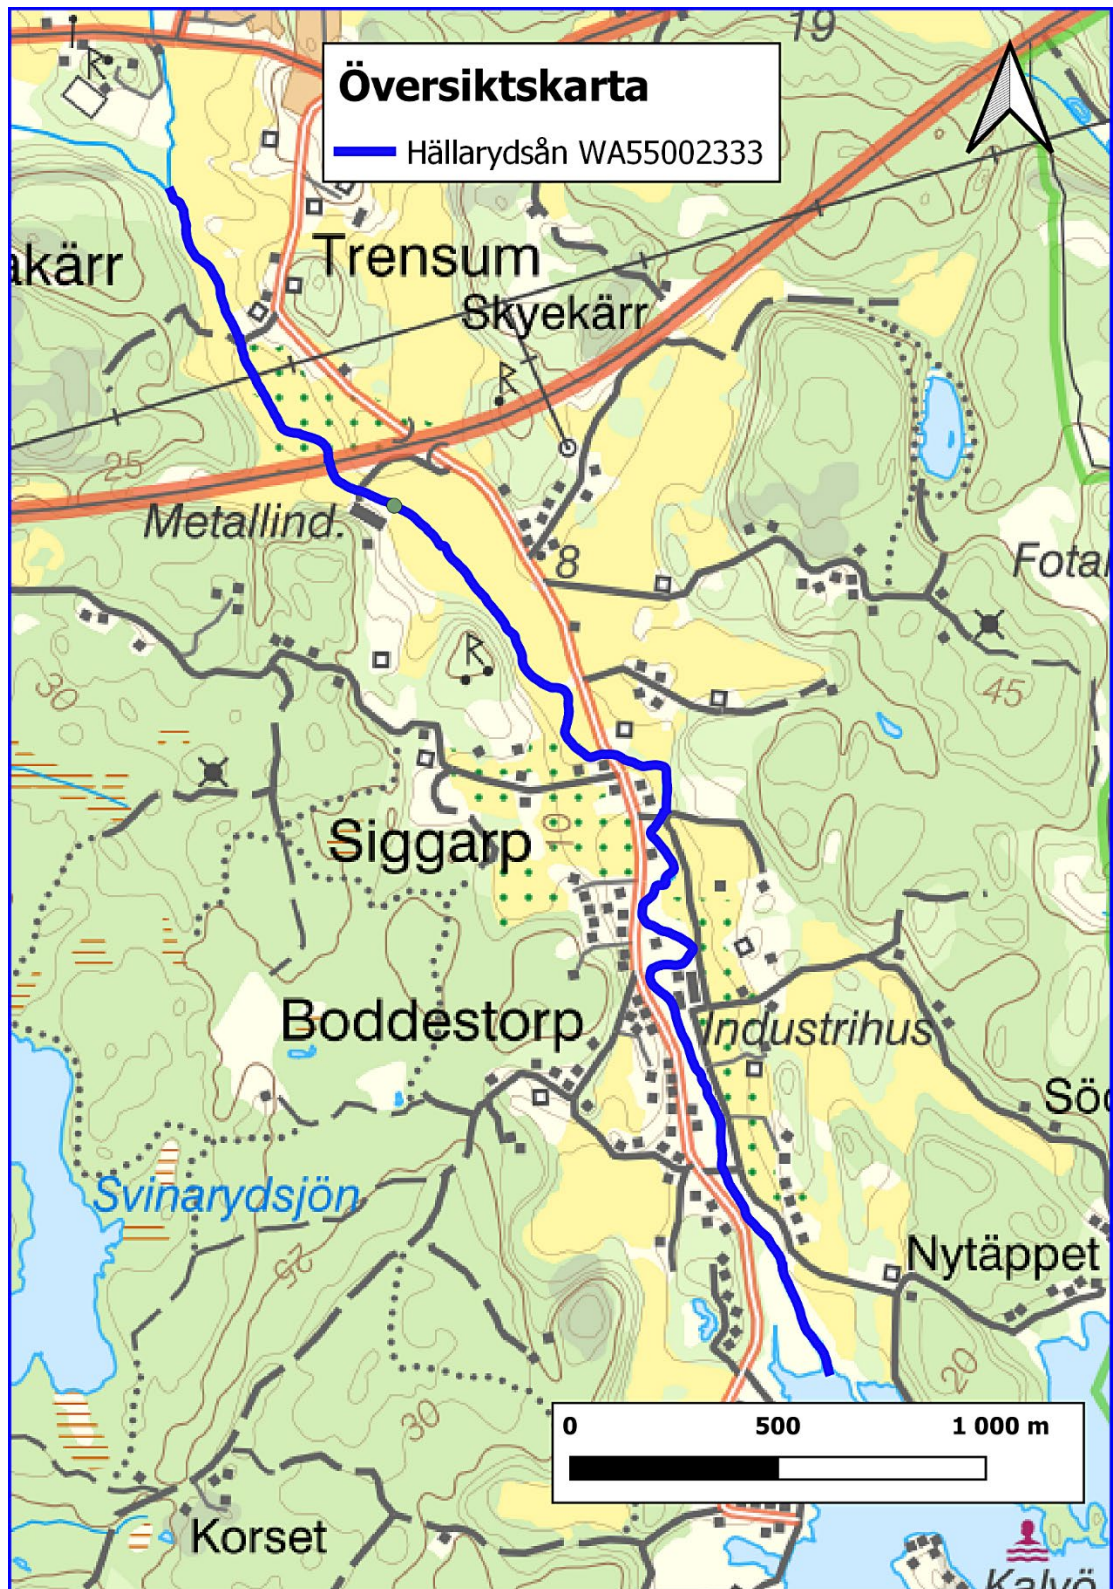 19
Översiktskarta
Hällarydsån WA55002333
akärr
Trensum
Skyekärr
25
Metallind.
8
Fotal
30
45
10
Siggarp
Boddestorp
Industrihus
Söd
Svinarydsjön
25
Nytäppet
20
30
0 500 1 000 m
Korset
Kalvö